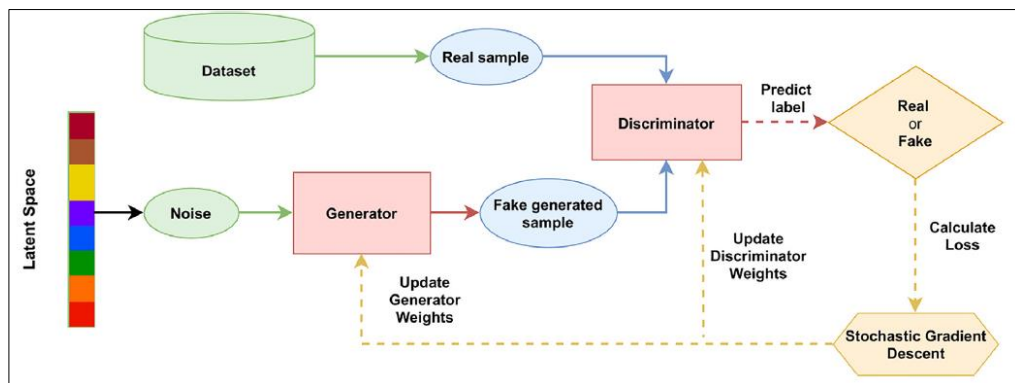 Dataset
Real sample
Predict
label
Discriminator
Real
or
Fake
Latent Space
Noise
Generator
Fake generated
sample
Calculate
Loss
Update
Discriminator
Weights
Update
Generator
Weights
Stochastic Gradient
Descent